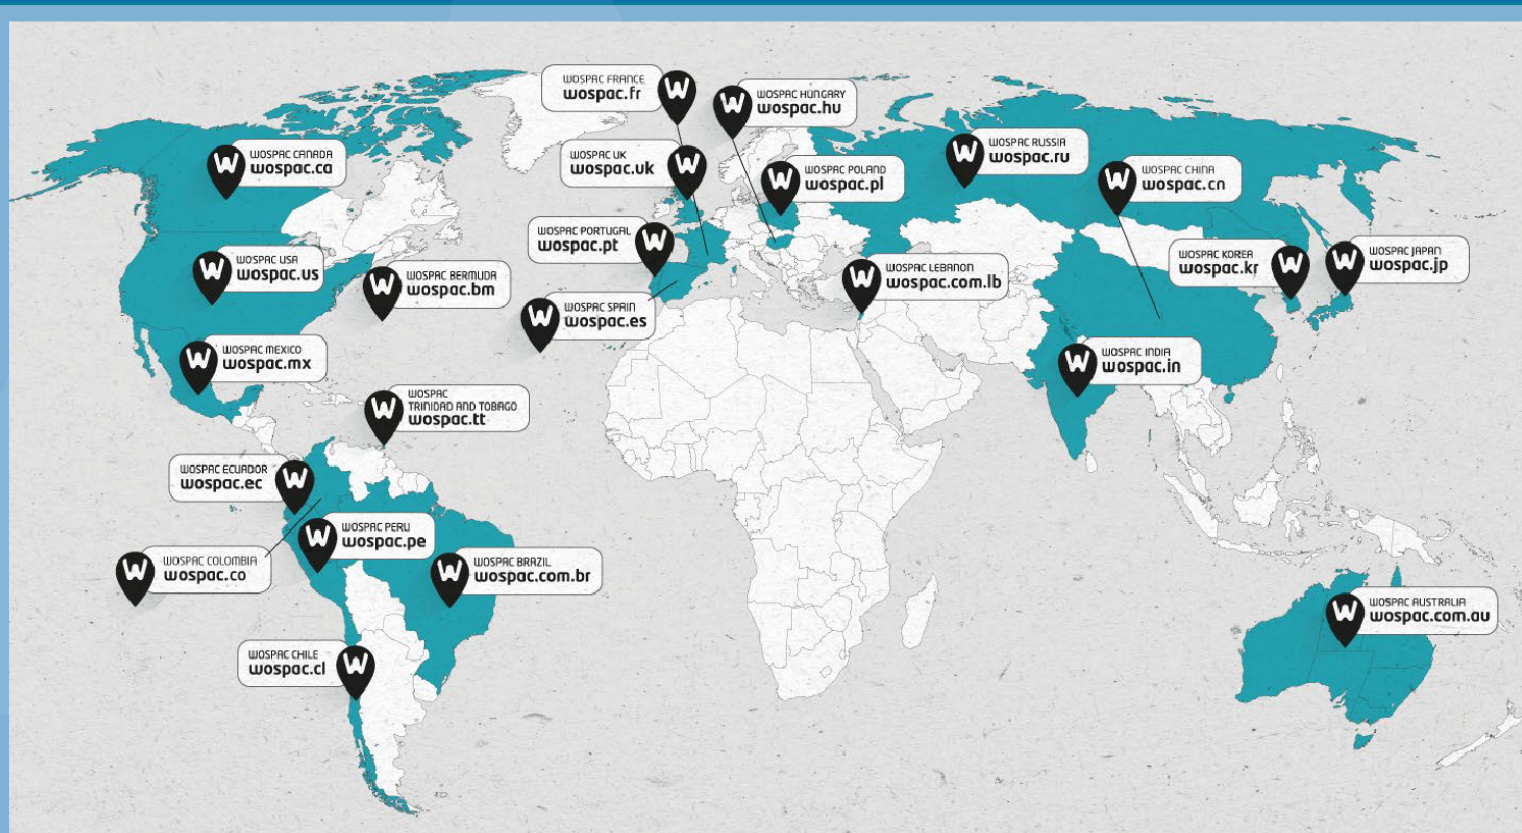 WOSPAC FRANCE
wospac.fr
WOSPAC HUNGARY
wospac.hu
WOSPAC CANADA
wospac.ca
WOSPAC UK
wospac.uk
WOSPAC POLAND
wospac.pl
WOSPAC RUSSIA
wospac.ru
WOSPAC CHINA
wospac.cn
WOSPAC USA
wospac.us
WOSPAC BERMUDA
wospac.bm
WOSPAC PORTUGAL
wospac.pt
WOSPAC SPAIN
wospac.es
WOSPAC LEBANON
wospac.com.lb
WOSPAC KOREA
wospac.kr
WOSPAC JAPAN
wospac.jp
WOSPAC MEXICO
wospac.mx
WOSPAC INDIA
wospac.in
WOSPAC
TRINIDAD AND TOBAGO
wospac.tt
WOSPAC ECUADOR
wospac.ec
WOSPAC PERU
wospac.pe
WOSPAC COLOMBIA
wospac.co
WOSPAC BRAZIL
wospac.com.br
WOSPAC AUSTRALIA
wospac.com.au
WOSPAC CHILE
wospac.cl